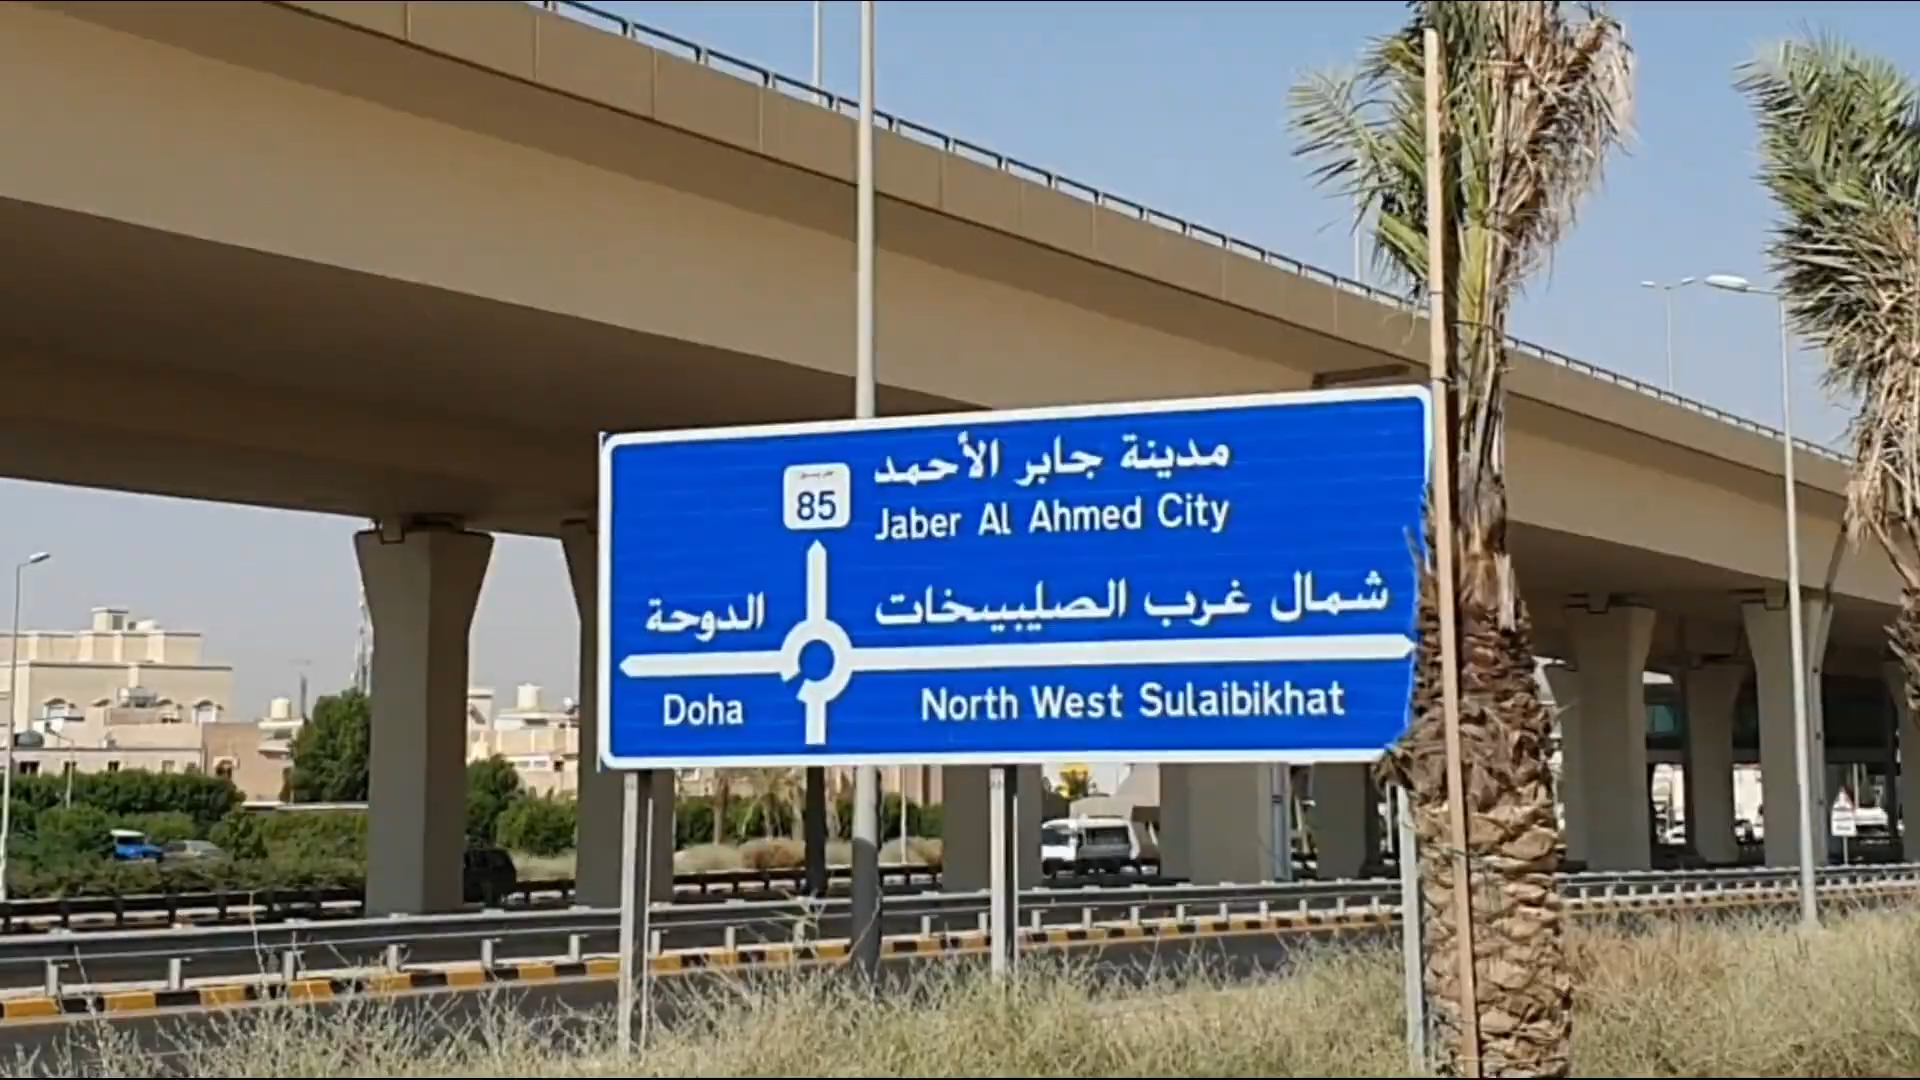 مدينة جابر الأحمد
85
Jaber Al Ahmed City
شمال غرب الصليبيخات
الدوحة
North West Sulaibikhat
Doha